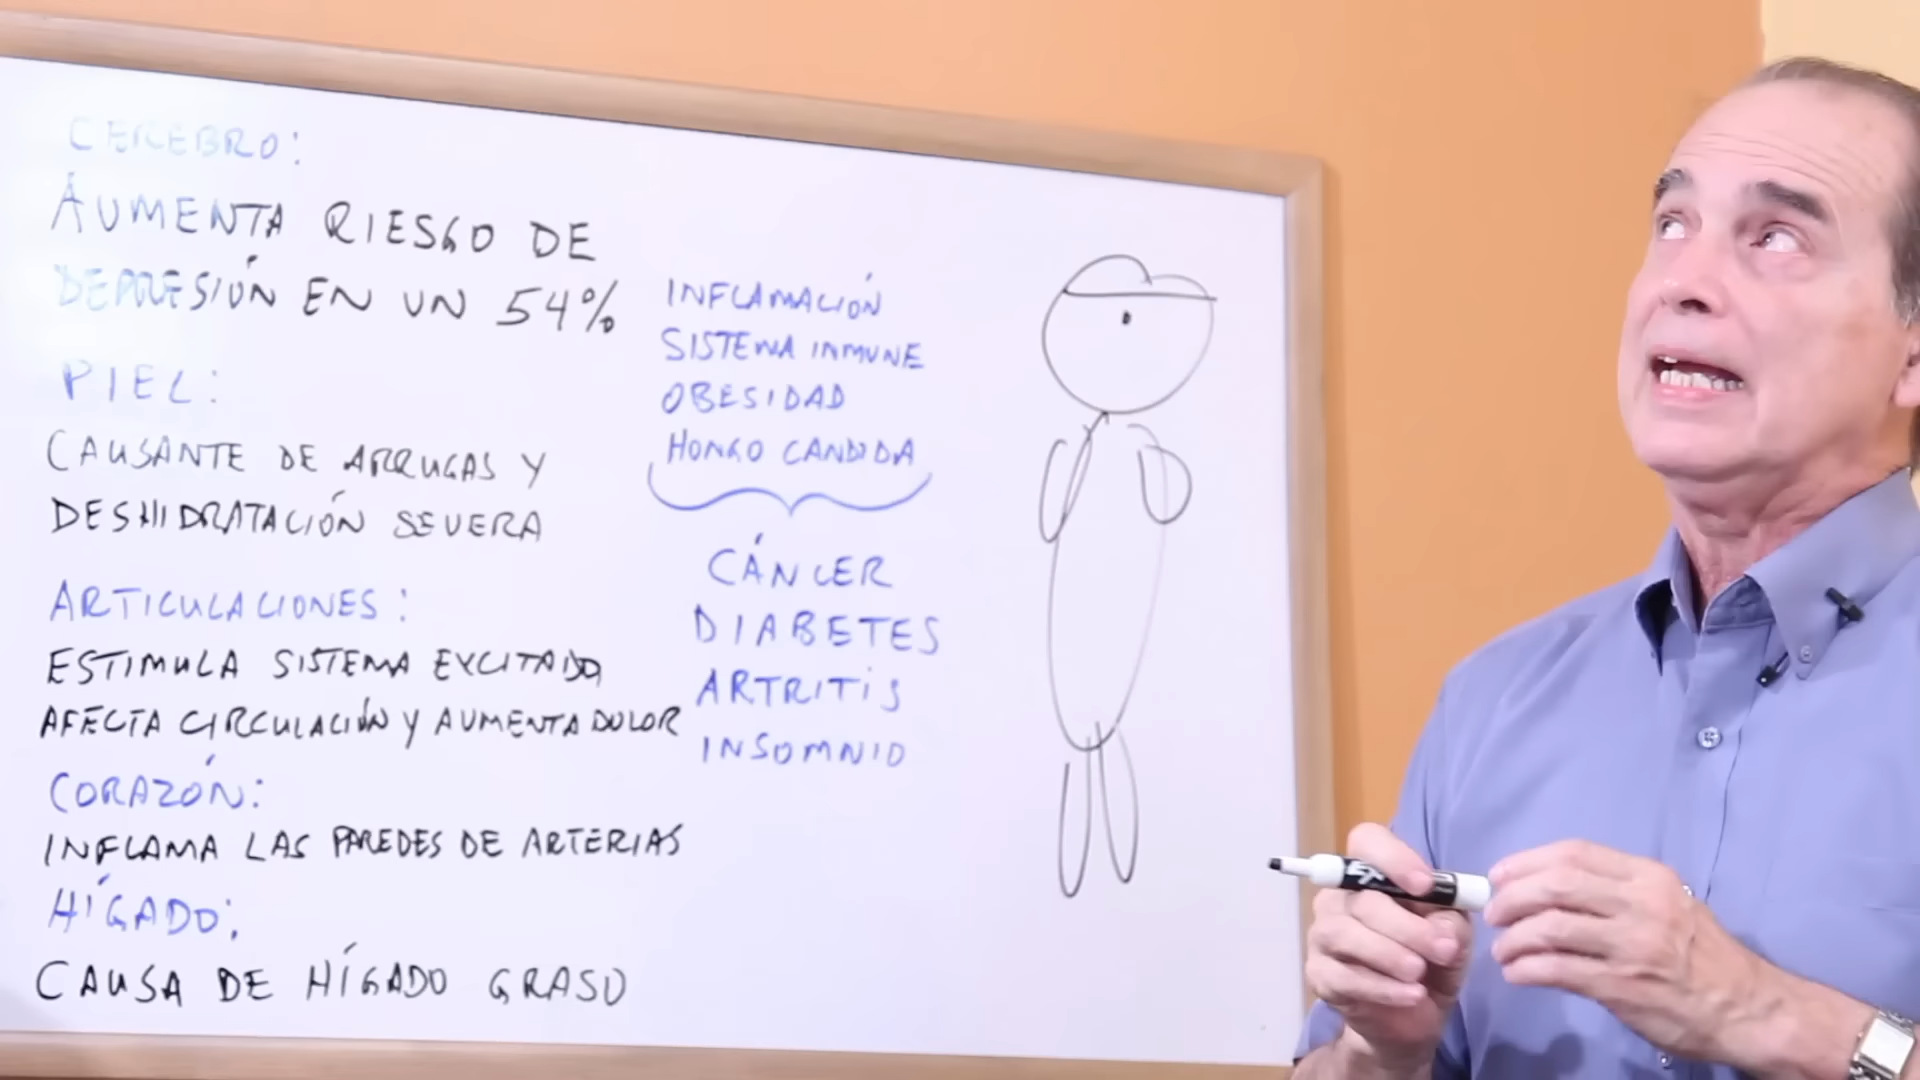 CEREBRO:
AUMENTA RIESGO DE
DEPRESIÓN EN UN 54%
PIEL:
CAUSANTE DE ARRUGAS Y
DESHIDRATACIÓN SEVERA
ARTICULACIONES:
ESTIMULA SISTEMA EXCITADO,
AFECTA CIRCULACIÓN Y AUMENTA DOLOR
CORAZÓN:
INFLAMA LAS PAREDES DE ARTERIAS
HÍGADO:
CAUSA DE HÍGADO GRASO
INFLAMACIÓN
SISTEMA INMUNE
OBESIDAD
HONGO CANDIDA
CÁNCER
DIABETES
ARTRITIS
INSOMNIO